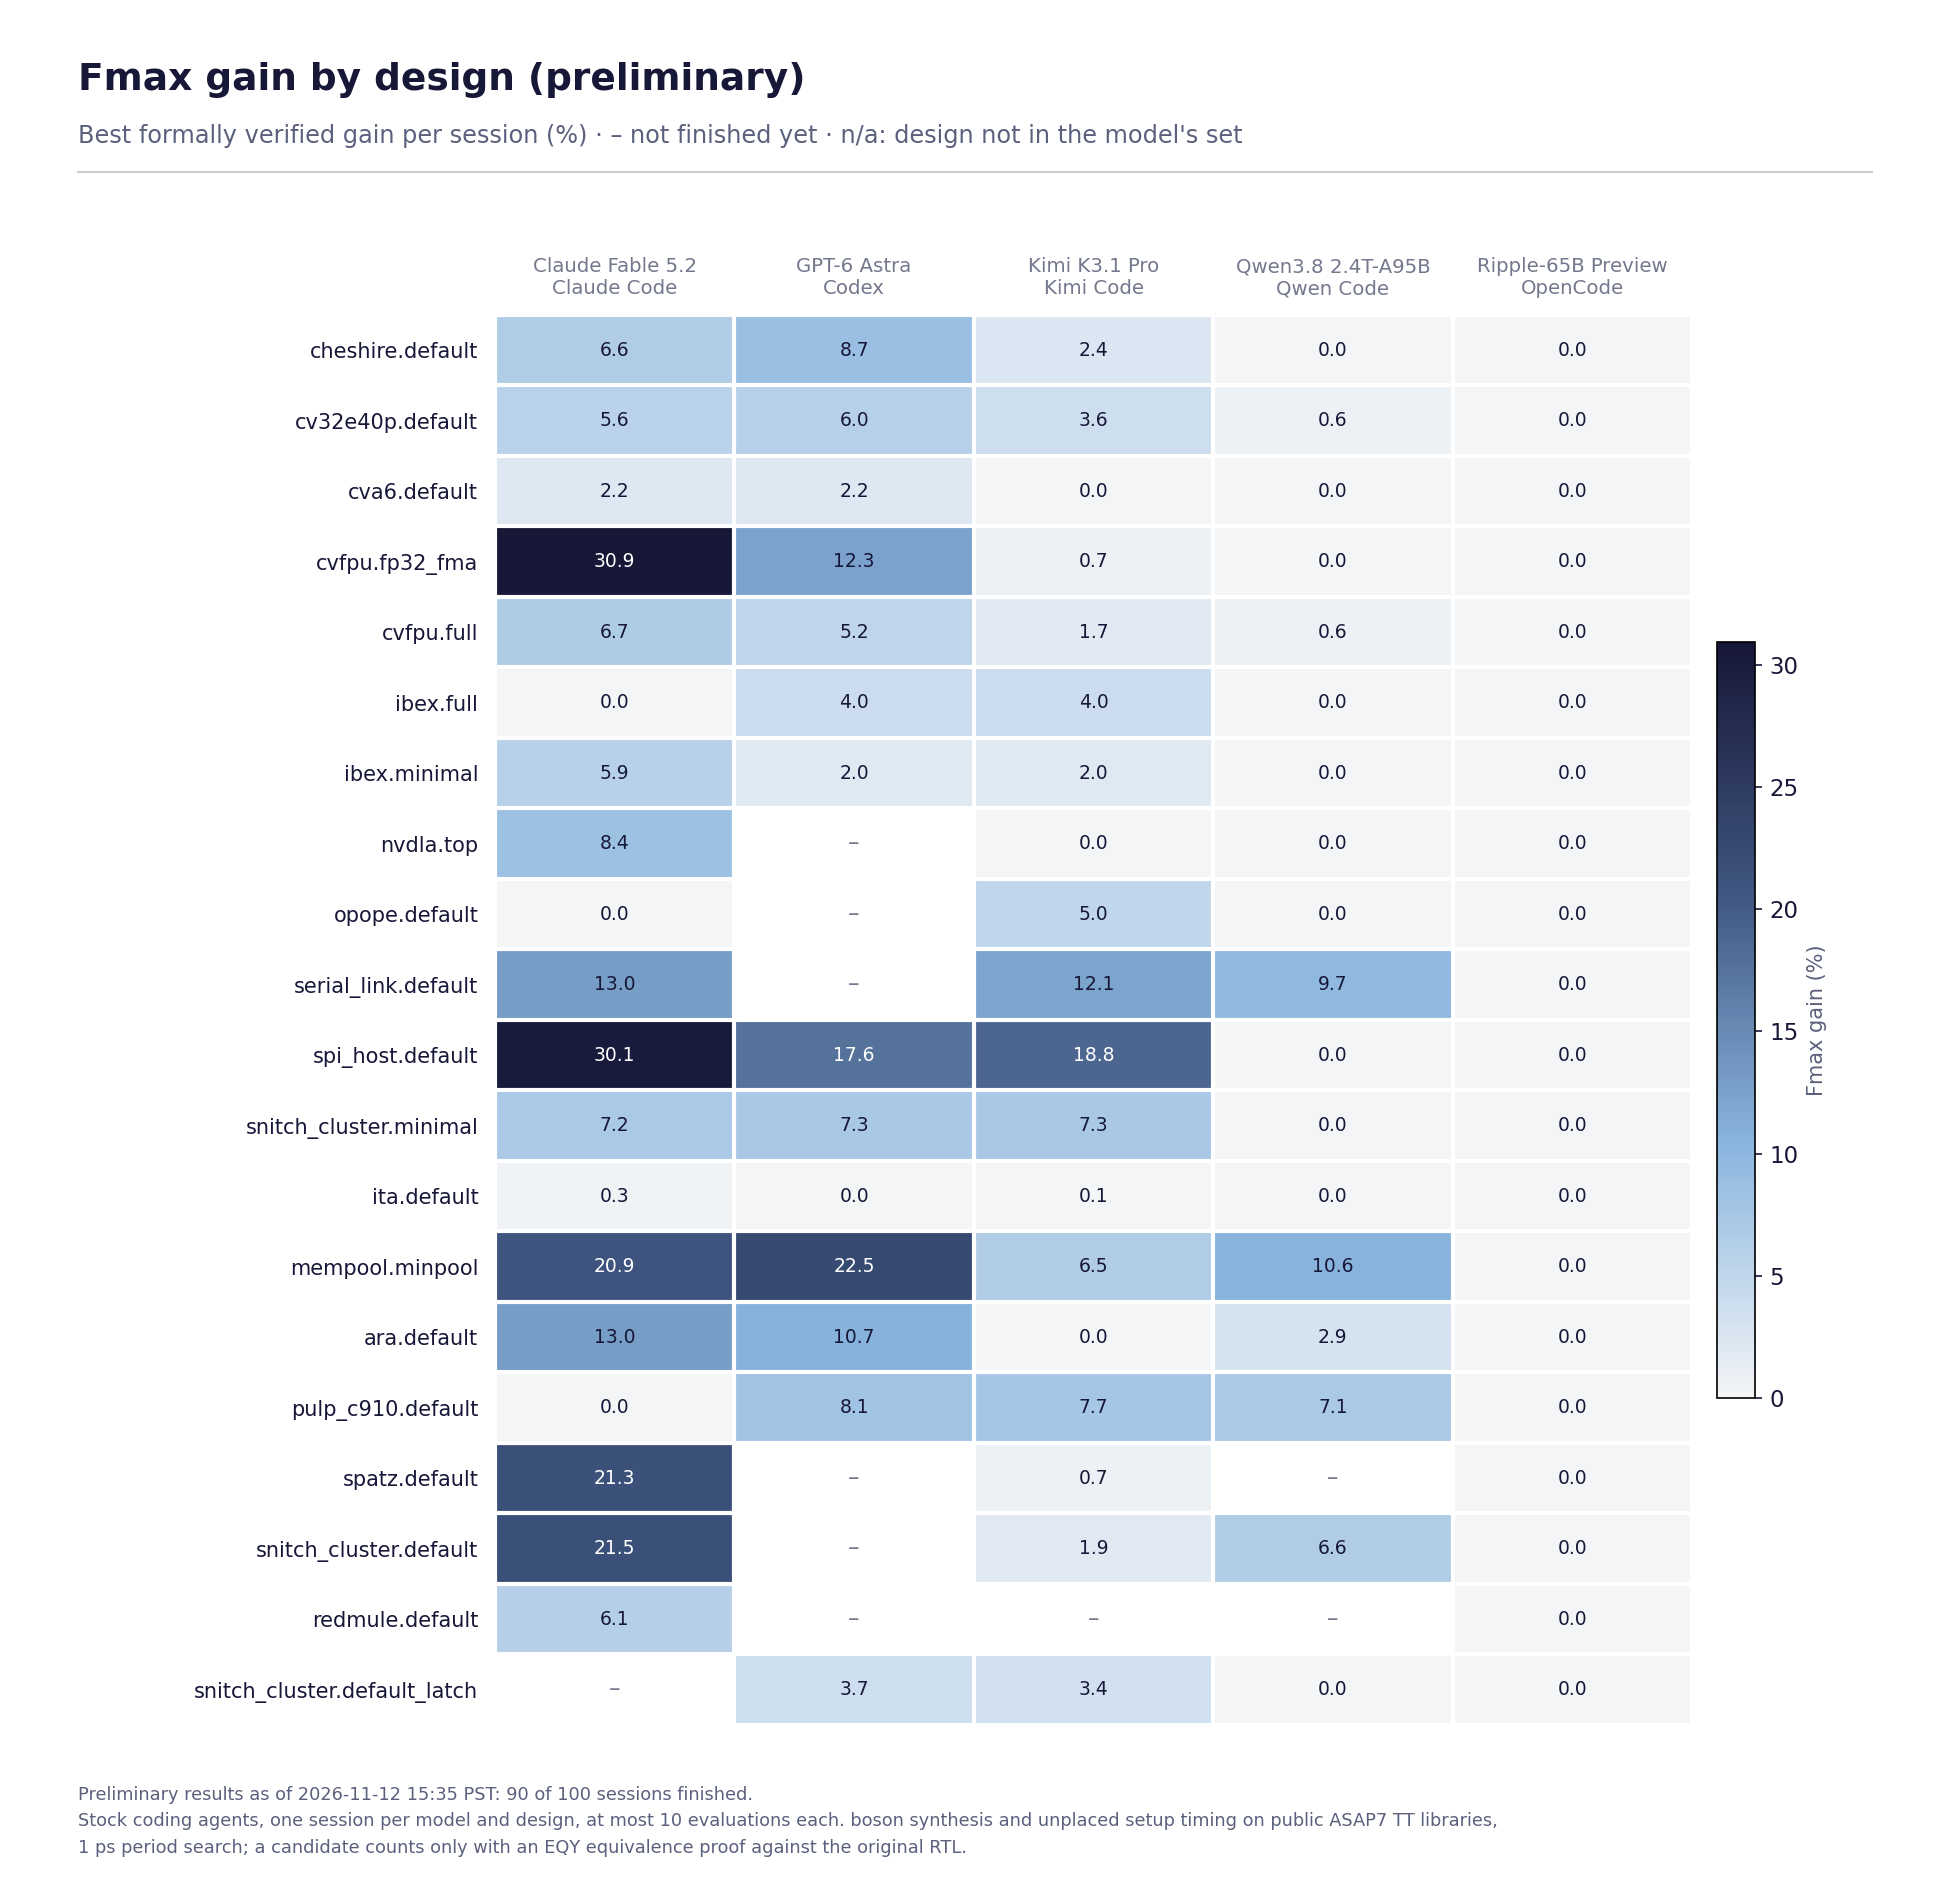 Fmax gain by design (preliminary)
Best formally verified gain per session (%) · – not finished yet · n/a: design not in the model's set
Claude Fable 5.2 GPT-6 Astra Kimi K3.1 Pro Qwen3.8 2.4T-A95B Ripple-65B Preview
Claude Code Codex Kimi Code Qwen Code OpenCode
cheshire.default 6.6 8.7 2.4 0.0 0.0
cv32e40p.default 5.6 6.0 3.6 0.6 0.0
cva6.default 2.2 2.2 0.0 0.0 0.0
cvfpu.fp32_fma 30.9 12.3 0.7 0.0 0.0
cvfpu.full 6.7 5.2 1.7 0.6 0.0
ibex.full 0.0 4.0 4.0 0.0 0.0
ibex.minimal 5.9 2.0 2.0 0.0 0.0
nvdla.top 8.4 – 0.0 0.0 0.0
opope.default 0.0 – 5.0 0.0 0.0
serial_link.default 13.0 – 12.1 9.7 0.0
spi_host.default 30.1 17.6 18.8 0.0 0.0
snitch_cluster.minimal 7.2 7.3 7.3 0.0 0.0
ita.default 0.3 0.0 0.1 0.0 0.0
mempool.minpool 20.9 22.5 6.5 10.6 0.0
ara.default 13.0 10.7 0.0 2.9 0.0
pulp_c910.default 0.0 8.1 7.7 7.1 0.0
spatz.default 21.3 – 0.7 – 0.0
snitch_cluster.default 21.5 – 1.9 6.6 0.0
redmule.default 6.1 – – – 0.0
snitch_cluster.default_latch – 3.7 3.4 0.0 0.0
30
25
20
15
10
5
0
Fmax gain (%)
Preliminary results as of 2026-11-12 15:35 PST: 90 of 100 sessions finished.
Stock coding agents, one session per model and design, at most 10 evaluations each. boson synthesis and unplaced setup timing on public ASAP7 TT libraries,
1 ps period search; a candidate counts only with an EQY equivalence proof against the original RTL.